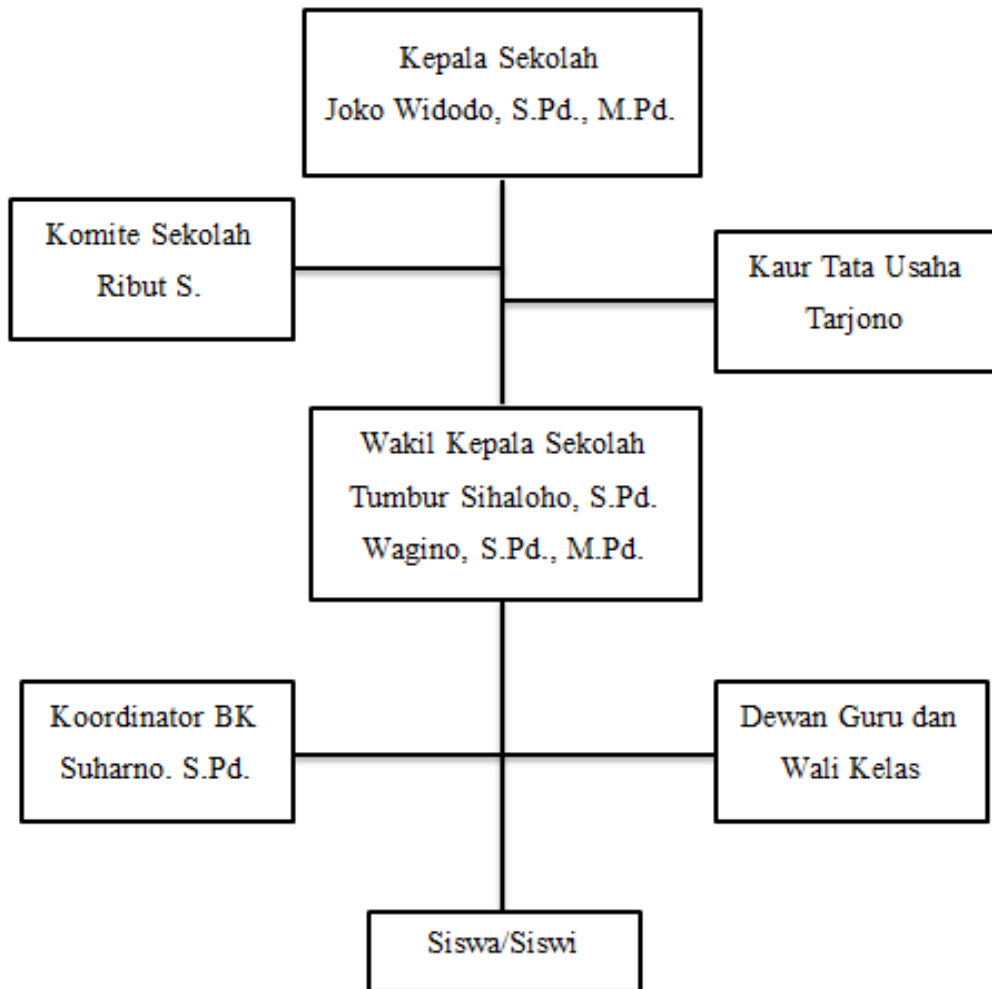 Kepala Sekolah
Joko Widodo, S.Pd., M.Pd.
Komite Sekolah
Ribut S.
Kaur Tata Usaha
Tarjono
Wakil Kepala Sekolah
Tumbur Sihaloho, S.Pd.
Wagino, S.Pd., M.Pd.
Koordinator BK
Suharno. S.Pd.
Dewan Guru dan
Wali Kelas
Siswa/Siswi